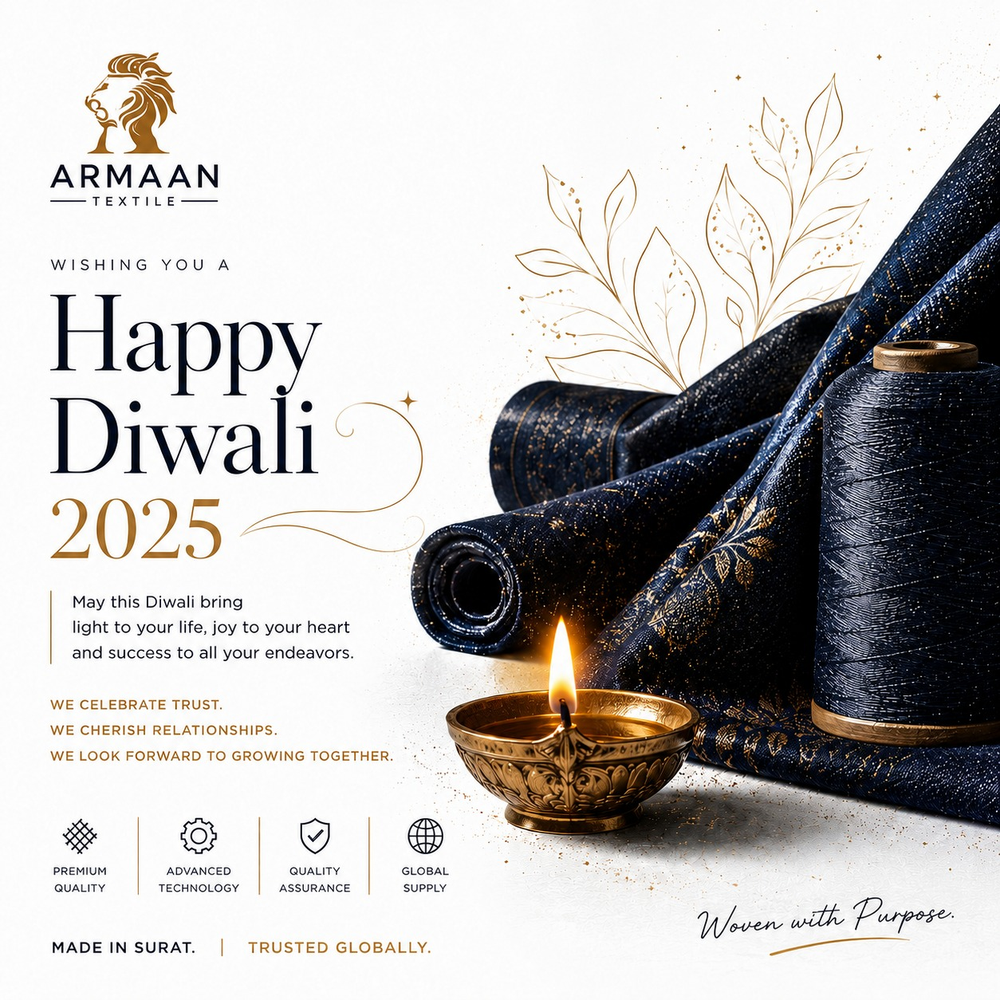 ARMAAN
TEXTILE
WISHING YOU A
Happy
Diwali
2025
May this Diwali bring
light to your life, joy to your heart
and success to all your endeavors.
WE CELEBRATE TRUST.
WE CHERISH RELATIONSHIPS.
WE LOOK FORWARD TO GROWING TOGETHER.
PREMIUM
QUALITY
ADVANCED
TECHNOLOGY
QUALITY
ASSURANCE
GLOBAL
SUPPLY
Woven with Purpose.
MADE IN SURAT. | TRUSTED GLOBALLY.